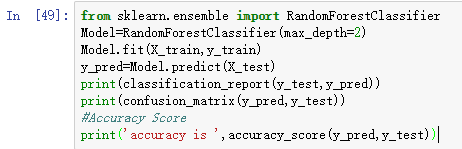 In [49]: from sklearn.ensemble import RandomForestClassifier
Model=RandomForestClassifier(max_depth=2)
Model.fit(X_train,y_train)
y_pred=Model.predict(X_test)
print(classification_report(y_test,y_pred))
print(confusion_matrix(y_pred,y_test))
#Accuracy Score
print('accuracy is ',accuracy_score(y_pred,y_test))